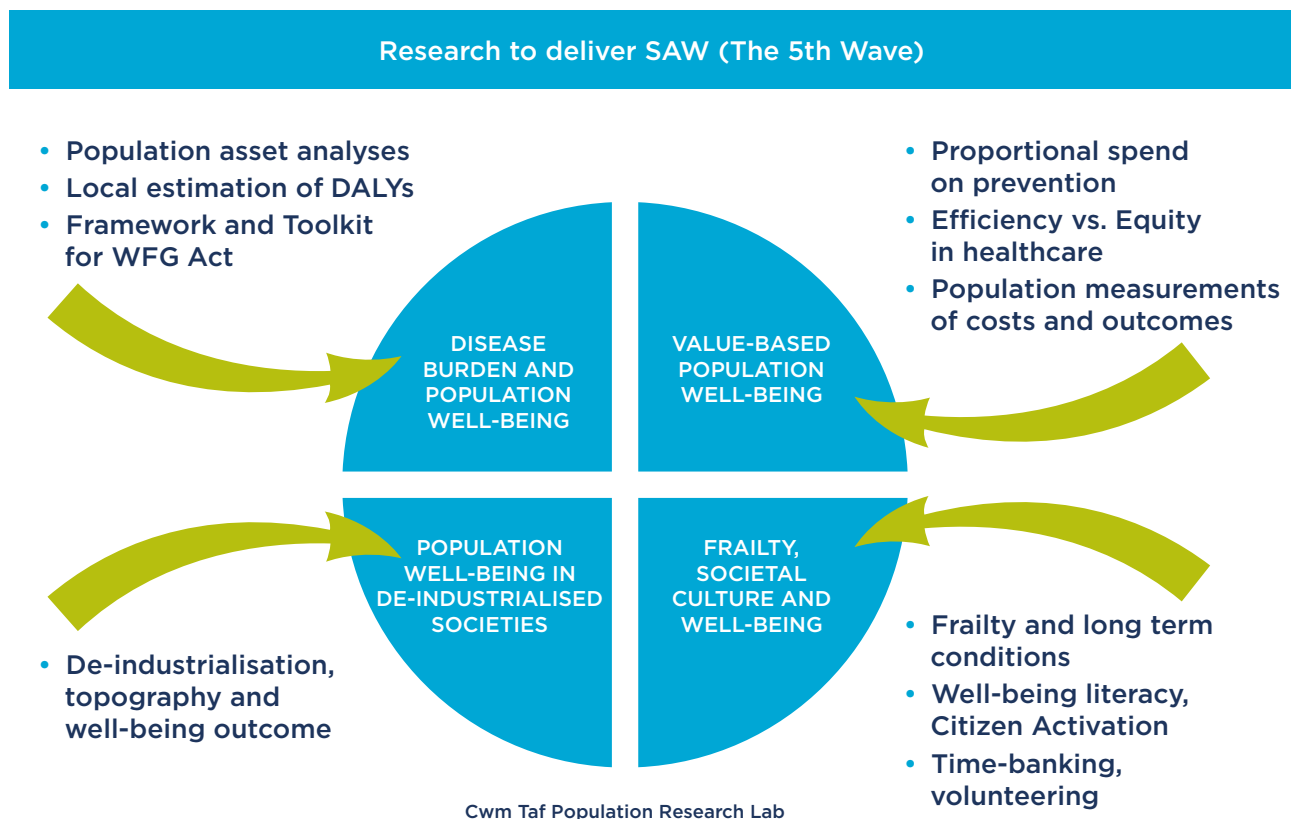 Research to deliver SAW (The 5th Wave)
• Population asset analyses
• Local estimation of DALYs
• Framework and Toolkit
for WFG Act
• Proportional spend
on prevention
• Efficiency vs. Equity
in healthcare
• Population measurements
of costs and outcomes
DISEASE
BURDEN AND
POPULATION
WELL-BEING
VALUE-BASED
POPULATION
WELL-BEING
POPULATION
WELL-BEING IN
DE-INDUSTRIALISED
SOCIETIES
FRAILTY,
SOCIETAL
CULTURE AND
WELL-BEING
• De-industrialisation,
topography and
well-being outcome
• Frailty and long term
conditions
• Well-being literacy,
Citizen Activation
• Time-banking,
volunteering
Cwm Taf Population Research Lab